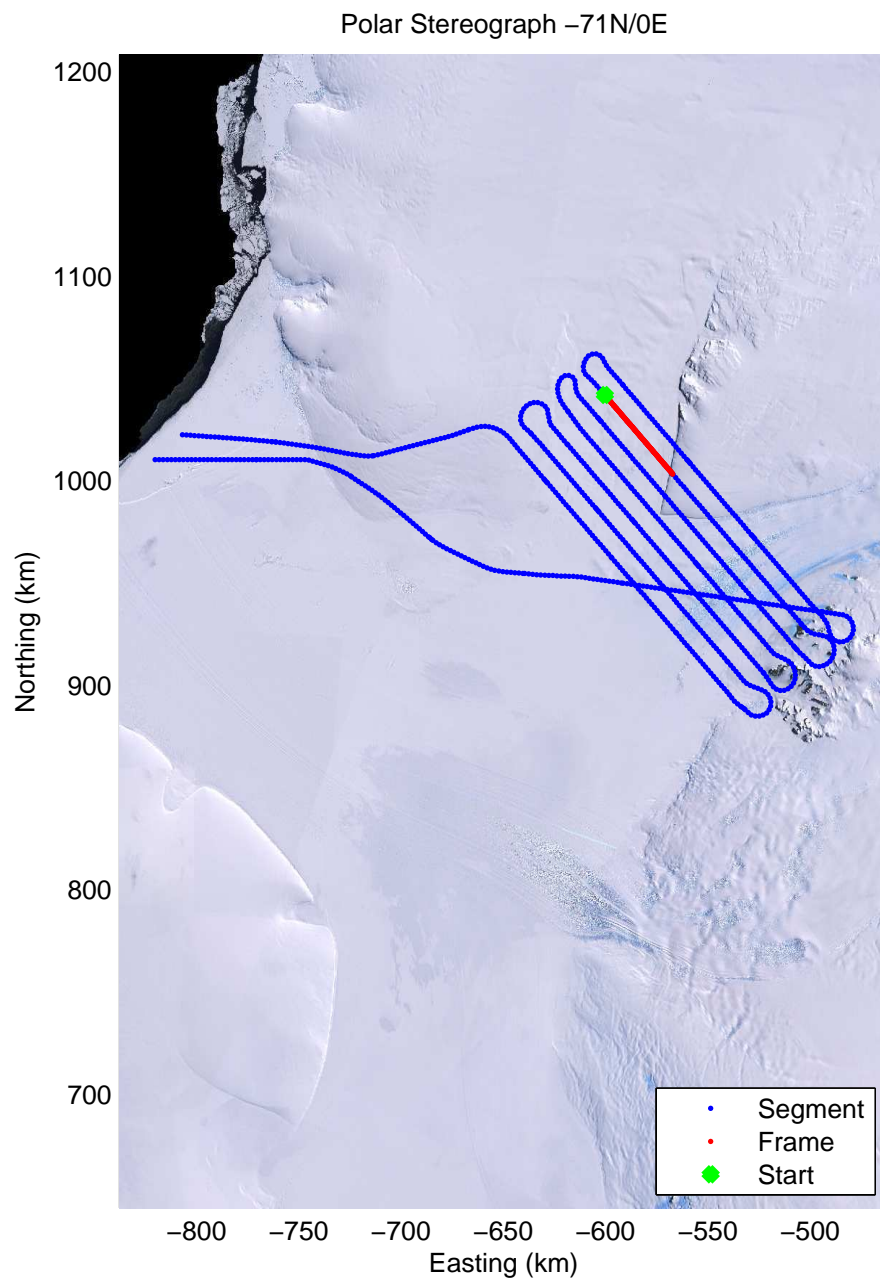 Polar Stereograph −71N/0E
1200
1100
1000
900
800
700
Northing (km)
−800 −750 −700 −650 −600 −550 −500
Easting (km)
Segment
Frame
Start